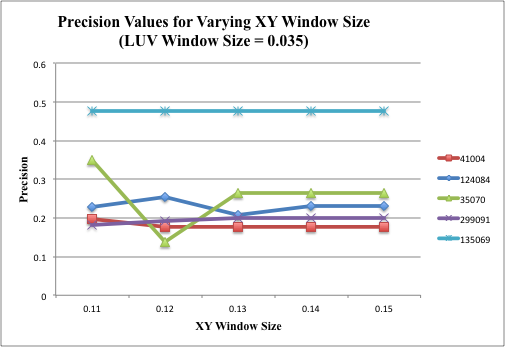 Precision Values for Varying XY Window Size
(LUV Window Size = 0.035)
0.6
0.5
0.4
0.3
0.2
0.1
0
Precision
0.11 0.12 0.13 0.14 0.15
XY Window Size
41004
124084
35070
299091
135069